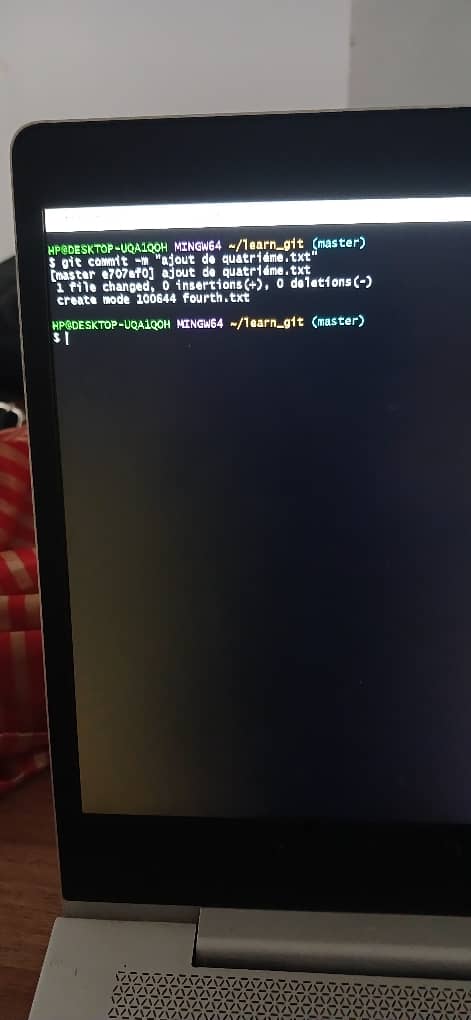 HP@DESKTOP-UQA1QOH MINGW64 ~/learn_git (master)
$ git commit -m "ajout de quatriéme.txt"
[master e707ef0] ajout de quatriéme.txt
1 file changed, 0 insertions(+), 0 deletions(-)
create mode 100644 fourth.txt
HP@DESKTOP-UQA1QOH MINGW64 ~/learn_git (master)
$